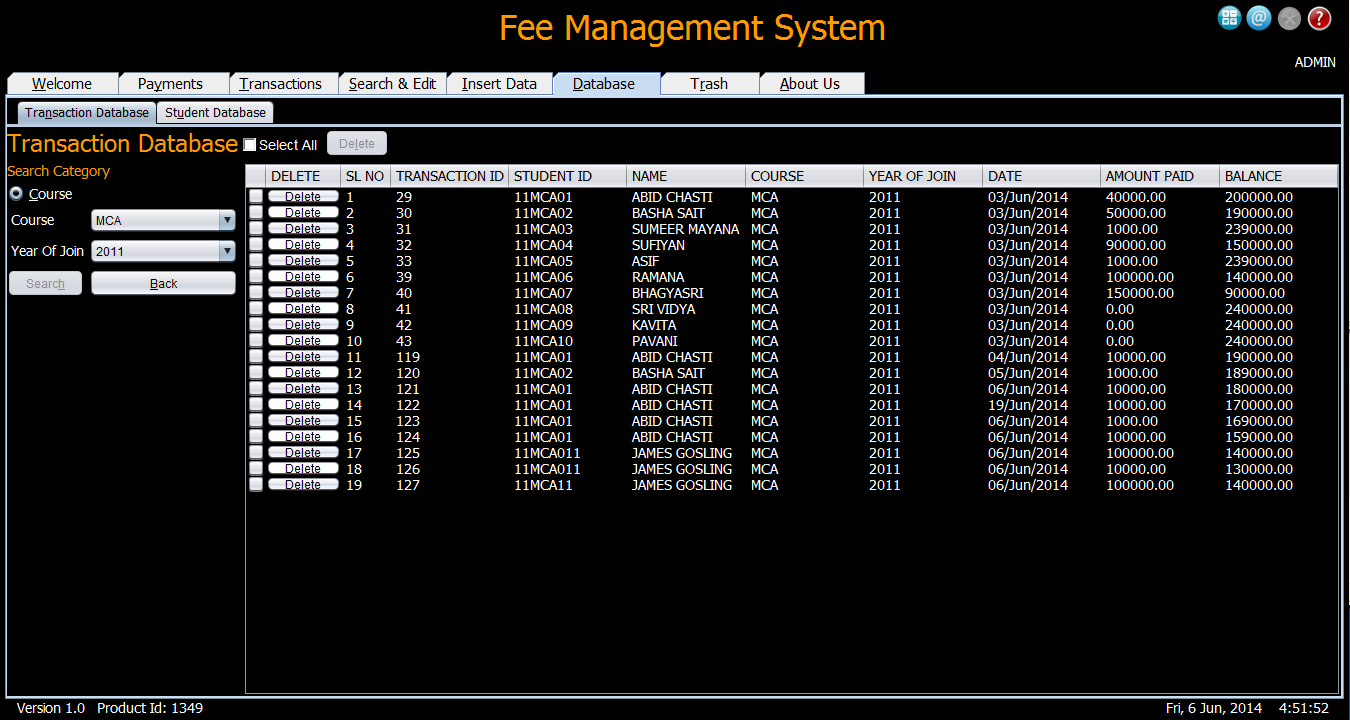 Fee Management System
ADMIN
Welcome Payments Transactions Search & Edit Insert Data Database Trash About Us
Transaction Database Student Database
Transaction Database Select All Delete
Search Category
Course
Course MCA
Year Of Join 2011
Search Back
DELETE SL NO TRANSACTION ID STUDENT ID NAME COURSE YEAR OF JOIN DATE AMOUNT PAID BALANCE
Delete 1 29 11MCA01 ABID CHASTI MCA 2011 03/Jun/2014 40000.00 200000.00
Delete 2 30 11MCA02 BASHA SAIT MCA 2011 03/Jun/2014 50000.00 190000.00
Delete 3 31 11MCA03 SUMEER MAYANA MCA 2011 03/Jun/2014 1000.00 239000.00
Delete 4 32 11MCA04 SUFIYAN MCA 2011 03/Jun/2014 90000.00 150000.00
Delete 5 33 11MCA05 ASIF MCA 2011 03/Jun/2014 1000.00 239000.00
Delete 6 39 11MCA06 RAMANA MCA 2011 03/Jun/2014 100000.00 140000.00
Delete 7 40 11MCA07 BHAGYASRI MCA 2011 03/Jun/2014 150000.00 90000.00
Delete 8 41 11MCA08 SRI VIDYA MCA 2011 03/Jun/2014 0.00 240000.00
Delete 9 42 11MCA09 KAVITA MCA 2011 03/Jun/2014 0.00 240000.00
Delete 10 43 11MCA10 PAVANI MCA 2011 03/Jun/2014 0.00 240000.00
Delete 11 119 11MCA01 ABID CHASTI MCA 2011 04/Jun/2014 10000.00 190000.00
Delete 12 120 11MCA02 BASHA SAIT MCA 2011 05/Jun/2014 1000.00 189000.00
Delete 13 121 11MCA01 ABID CHASTI MCA 2011 06/Jun/2014 10000.00 180000.00
Delete 14 122 11MCA01 ABID CHASTI MCA 2011 19/Jun/2014 10000.00 170000.00
Delete 15 123 11MCA01 ABID CHASTI MCA 2011 06/Jun/2014 1000.00 169000.00
Delete 16 124 11MCA01 ABID CHASTI MCA 2011 06/Jun/2014 10000.00 159000.00
Delete 17 125 11MCA011 JAMES GOSLING MCA 2011 06/Jun/2014 100000.00 140000.00
Delete 18 126 11MCA011 JAMES GOSLING MCA 2011 06/Jun/2014 10000.00 130000.00
Delete 19 127 11MCA11 JAMES GOSLING MCA 2011 06/Jun/2014 100000.00 140000.00
Version 1.0 Product Id: 1349 Fri, 6 Jun, 2014 4:51:52